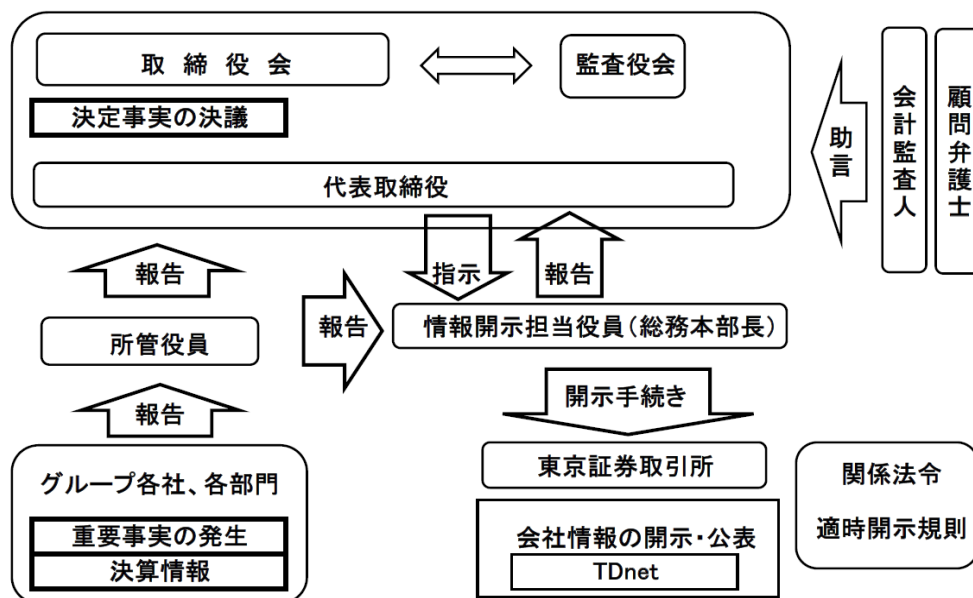 取締役会
監査役会
決定事実の決議
代表取締役
助言
会計監査人
顧問弁護士
報告
指示
報告
所管役員
報告
情報開示担当役員(総務本部長)
報告
開示手続き
グループ各社、各部門
重要事実の発生
決算情報
東京証券取引所
会社情報の開示・公表
TDnet
関係法令
適時開示規則